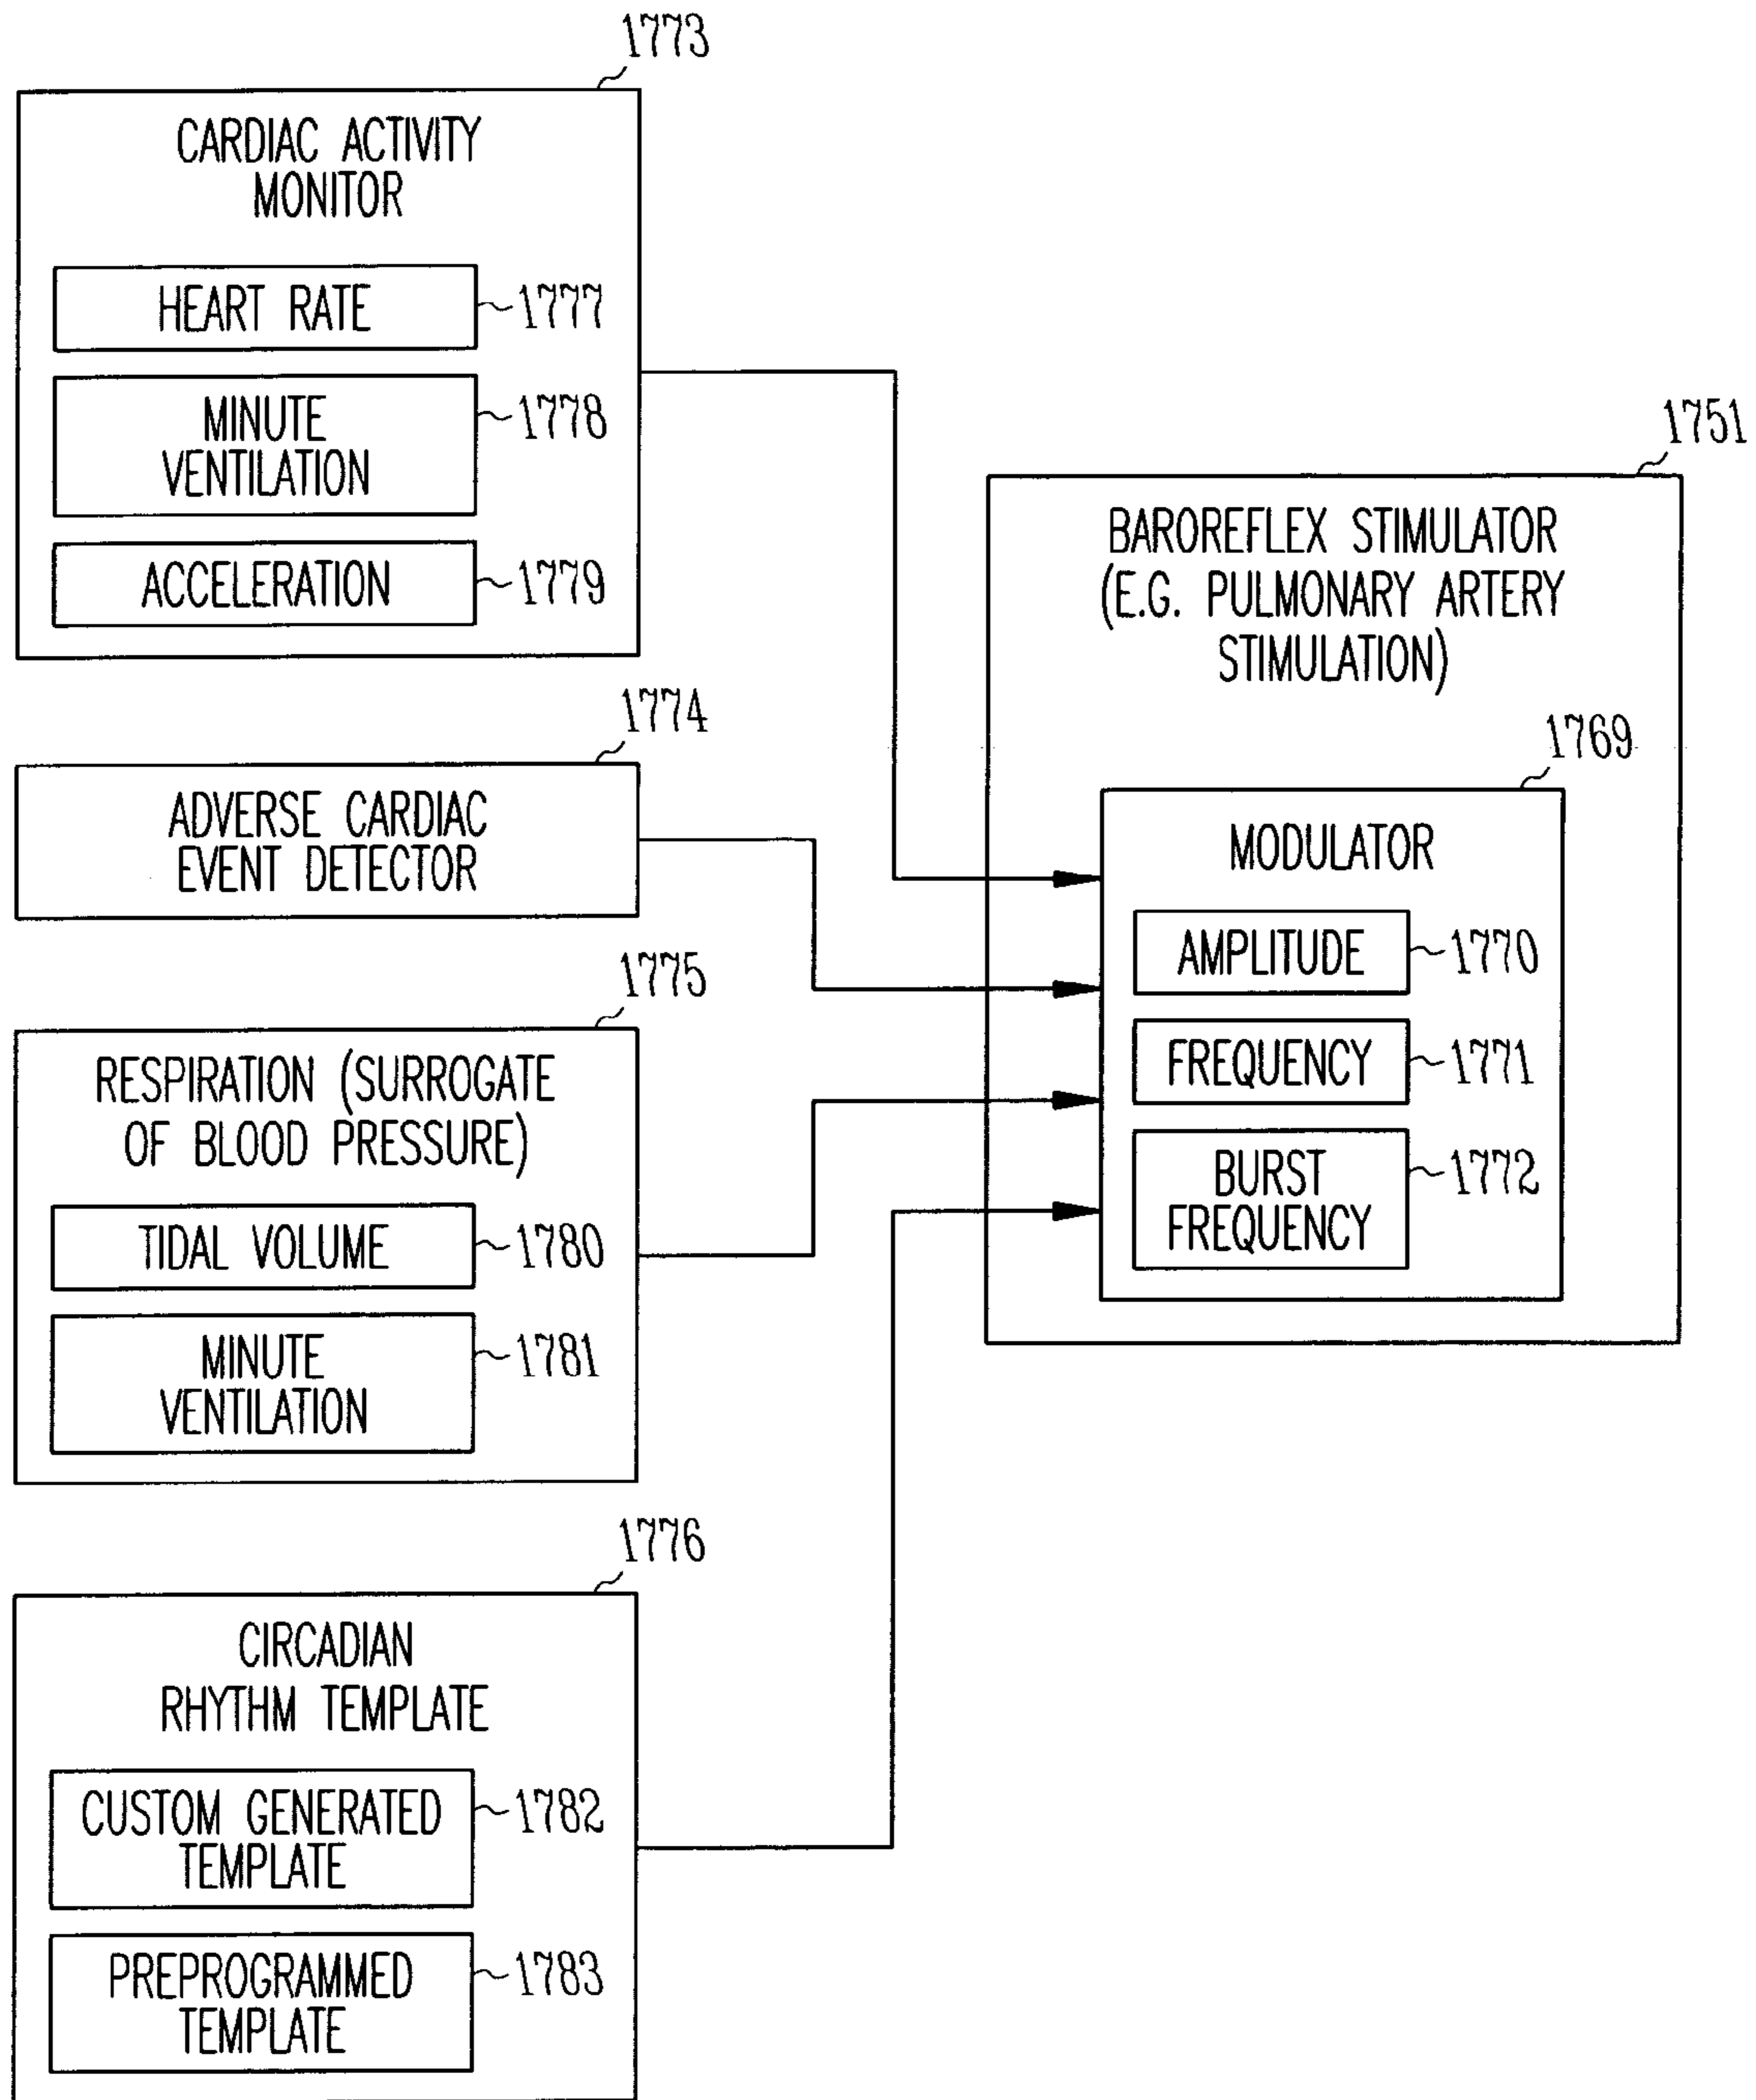 1773
CARDIAC ACTIVITY
MONITOR
HEART RATE
1777
MINUTE
VENTILATION
1778
ACCELERATION
1779
1774
ADVERSE CARDIAC
EVENT DETECTOR
1775
RESPIRATION (SURROGATE
OF BLOOD PRESSURE)
TIDAL VOLUME
1780
MINUTE
VENTILATION
1781
1776
CIRCADIAN
RHYTHM TEMPLATE
CUSTOM GENERATED
TEMPLATE
1782
PREPROGRAMMED
TEMPLATE
1783
1751
BAROREFLEX STIMULATOR
(E.G. PULMONARY ARTERY
STIMULATION)
1769
MODULATOR
AMPLITUDE
1770
FREQUENCY
1771
BURST
FREQUENCY
1772